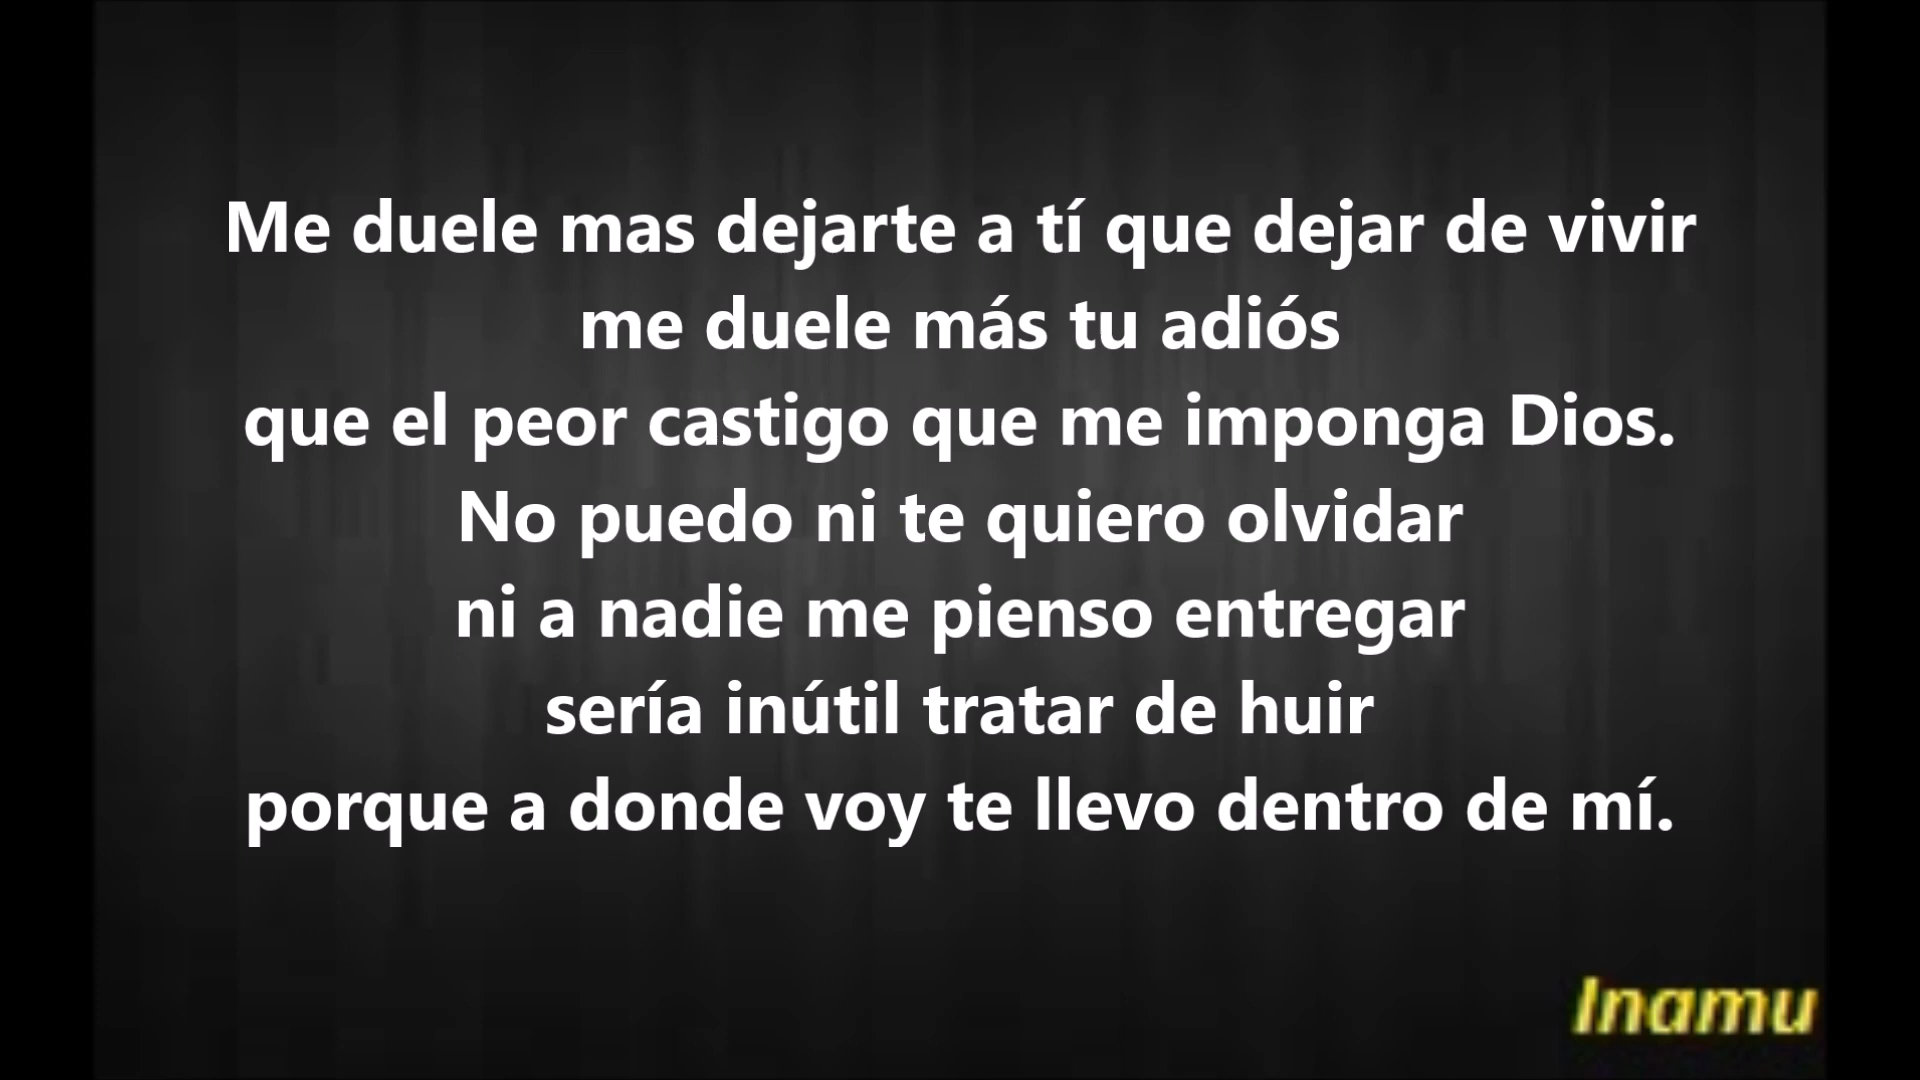 Me duele mas dejarte a tí que dejar de vivir
me duele más tu adiós
que el peor castigo que me imponga Dios.
No puedo ni te quiero olvidar
ni a nadie me pienso entregar
sería inútil tratar de huir
porque a donde voy te llevo dentro de mí.
Inamu